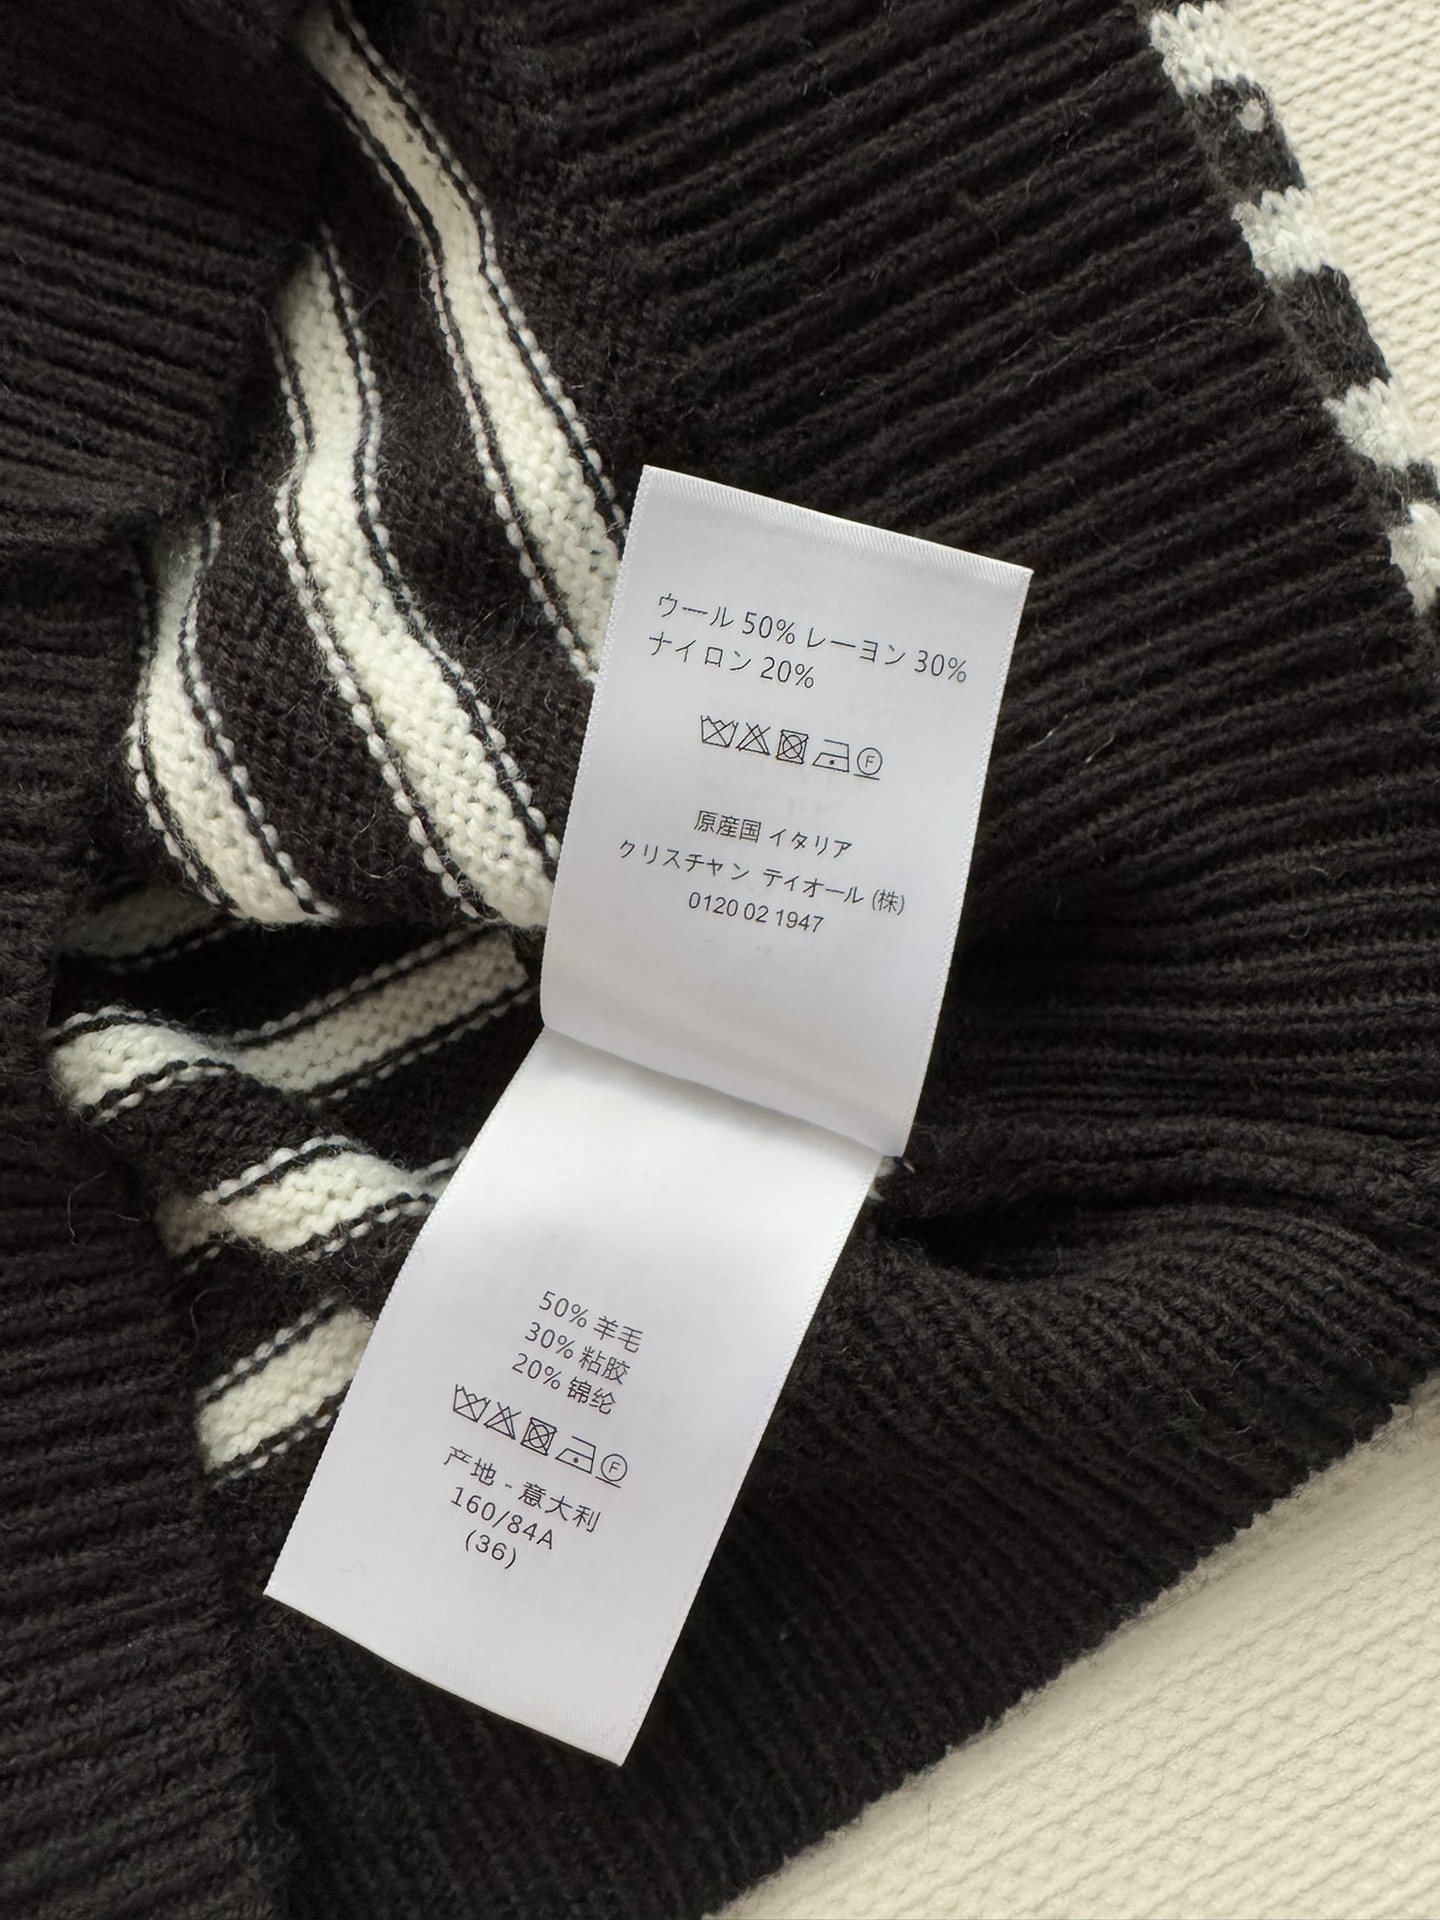 ウール 50% レーヨン 30%
ナイロン 20%
F
原産国 イタリア
クリスチャン ディオール (株)
0120 02 1947
50% 羊毛
30% 粘胶
20% 锦纶
F
产地 - 意大利
160/84A
(36)